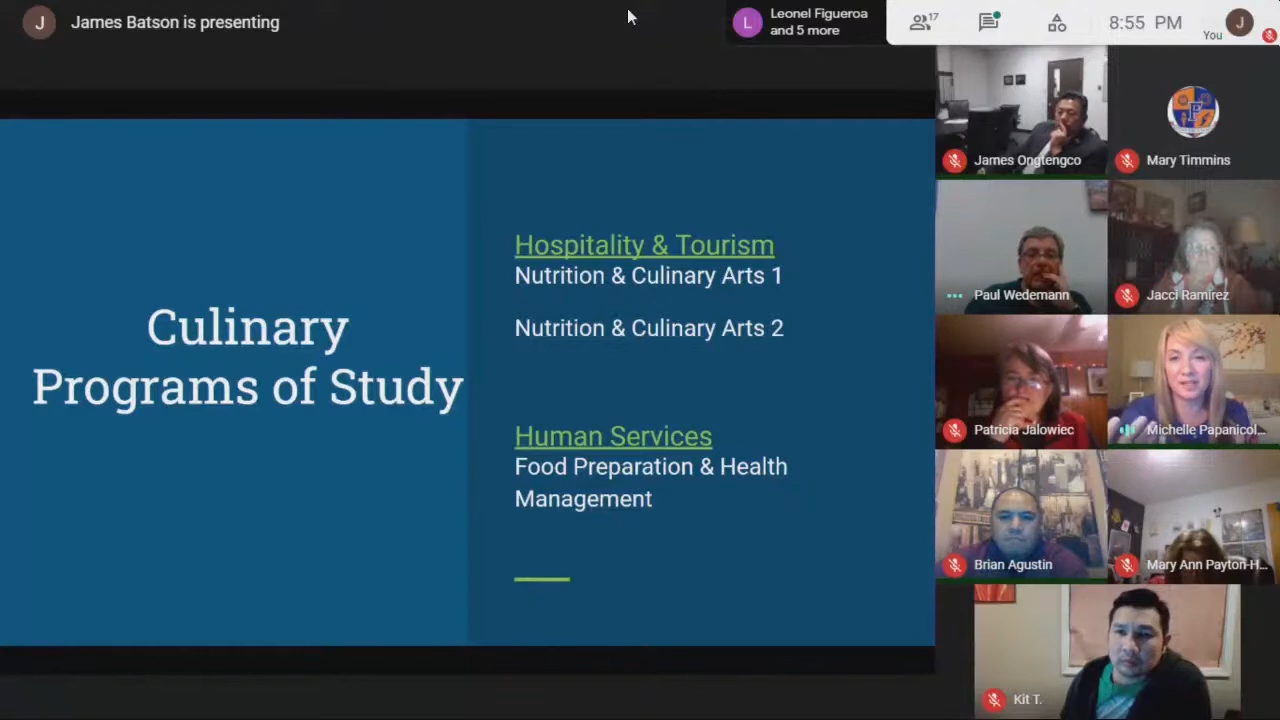 J
James Batson is presenting
L
Leonel Figueroa
and 5 more
17
8:55 PM
You
J
Culinary
Programs of Study
Hospitality & Tourism
Nutrition & Culinary Arts 1
Nutrition & Culinary Arts 2
Human Services
Food Preparation & Health
Management
James Ongtengco
F
Mary Timmins
Paul Wedemann
Jacci Ramirez
Patricia Jalowiec
Michelle Papanicol...
Brian Agustin
Mary Ann Payton-H...
Kit T.